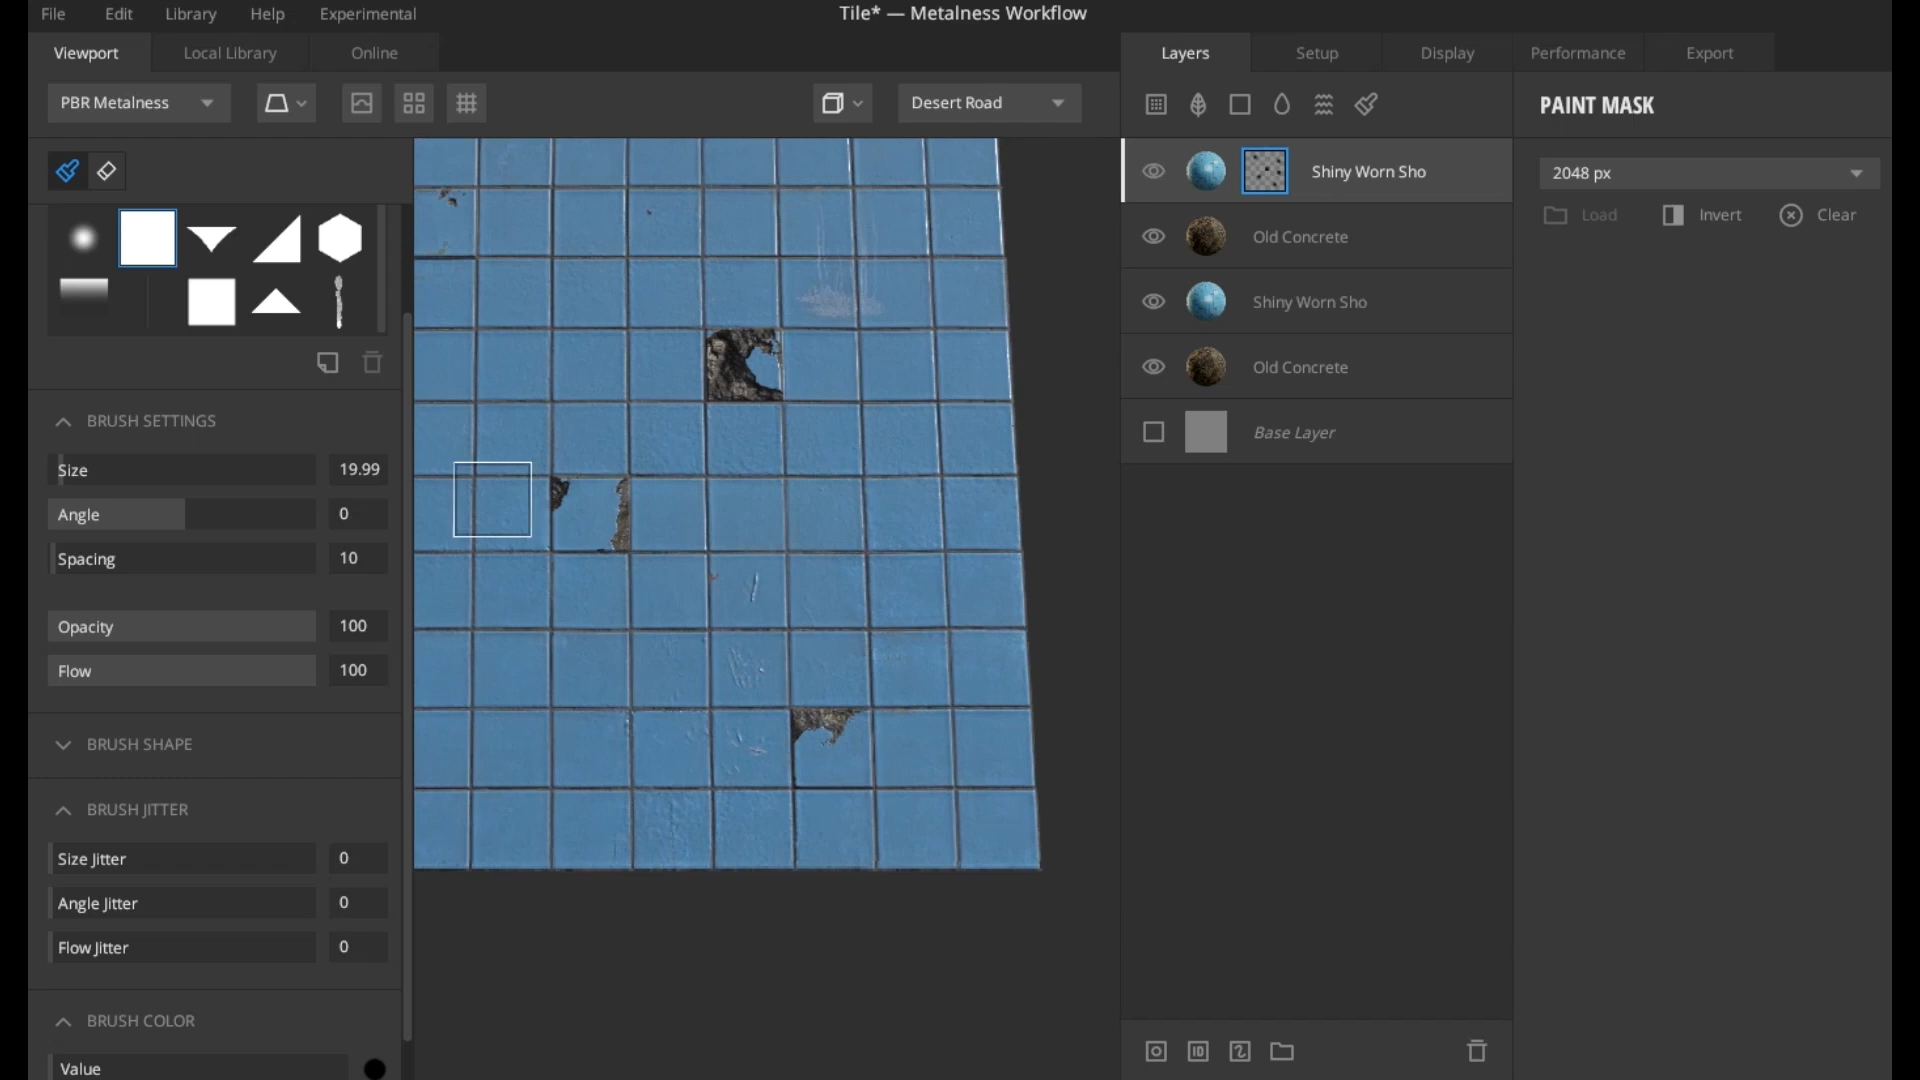 File Edit Library Help Experimental
Tile* — Metalness Workflow
Viewport Local Library Online
Layers Setup Display Performance Export
PBR Metalness
Desert Road
PAINT MASK
Shiny Worn Sho
2048 px
Load Invert Clear
Old Concrete
Shiny Worn Sho
Old Concrete
Base Layer
BRUSH SETTINGS
Size 19.99
Angle 0
Spacing 10
Opacity 100
Flow 100
BRUSH SHAPE
BRUSH JITTER
Size Jitter 0
Angle Jitter 0
Flow Jitter 0
BRUSH COLOR
Value
ID